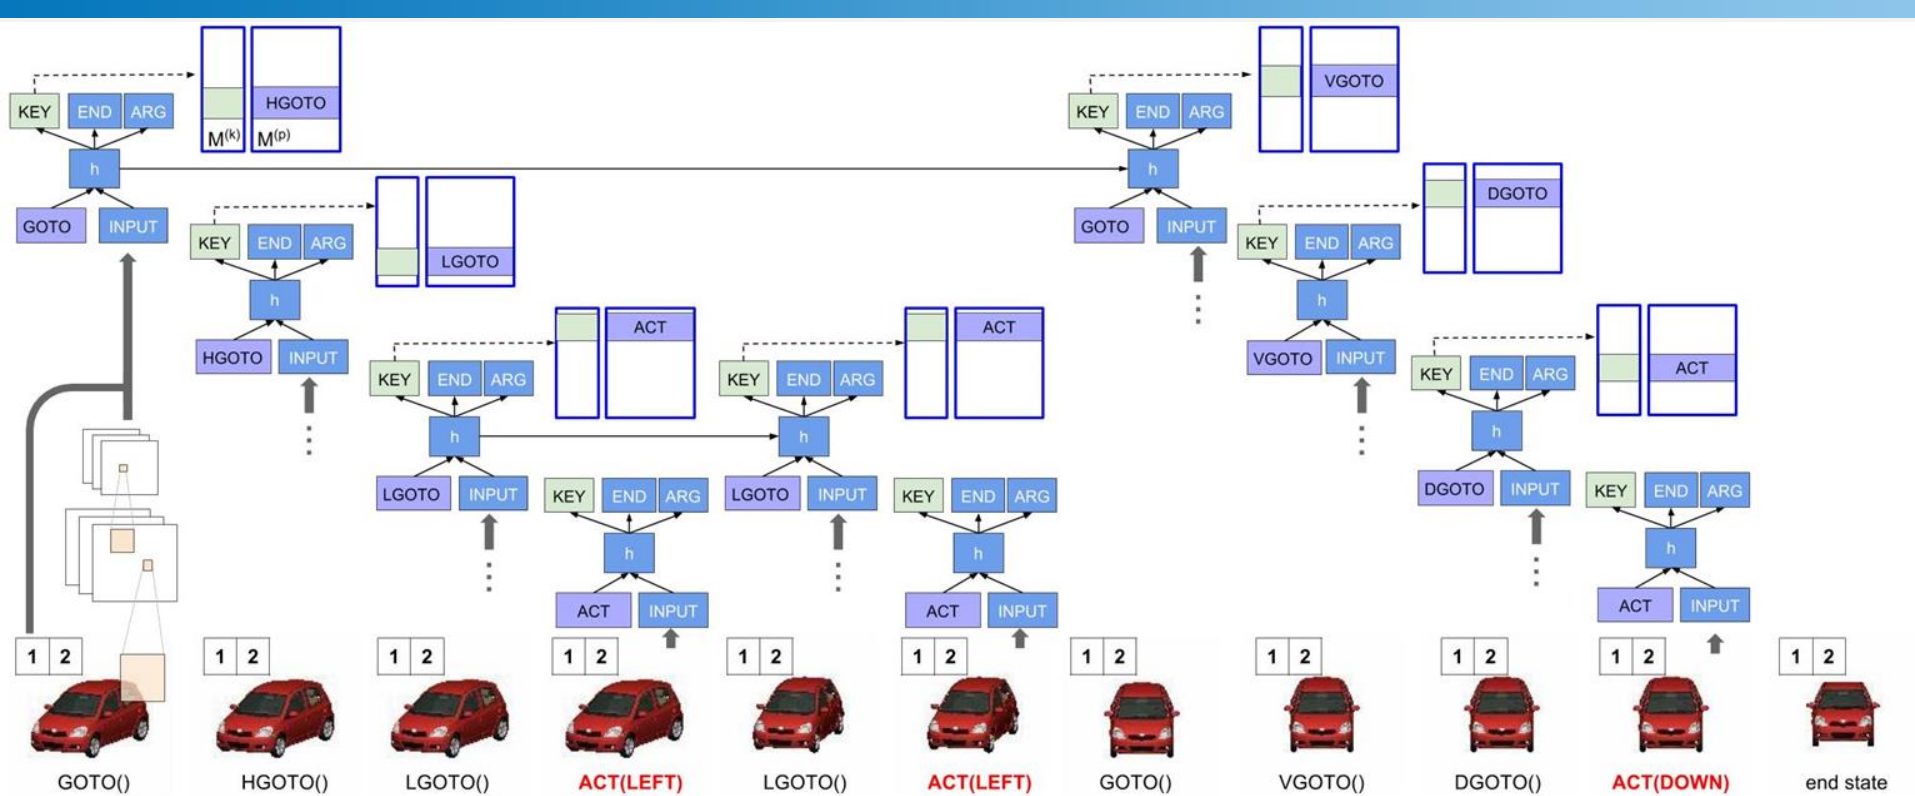 HGOTO
M(k) M(p)
KEY END ARG
h
GOTO INPUT
VGOTO
KEY END ARG
h
GOTO INPUT
LGOTO
KEY END ARG
h
HGOTO INPUT
DGOTO
KEY END ARG
h
VGOTO INPUT
ACT
KEY END ARG
h
LGOTO INPUT
ACT
KEY END ARG
h
LGOTO INPUT
ACT
KEY END ARG
h
DGOTO INPUT
KEY END ARG
h
ACT INPUT
KEY END ARG
h
ACT INPUT
KEY END ARG
h
ACT INPUT
1 2
1 2
1 2
1 2
1 2
1 2
1 2
1 2
1 2
1 2
1 2
GOTO()
HGOTO()
LGOTO()
ACT(LEFT)
LGOTO()
ACT(LEFT)
GOTO()
VGOTO()
DGOTO()
ACT(DOWN)
end state